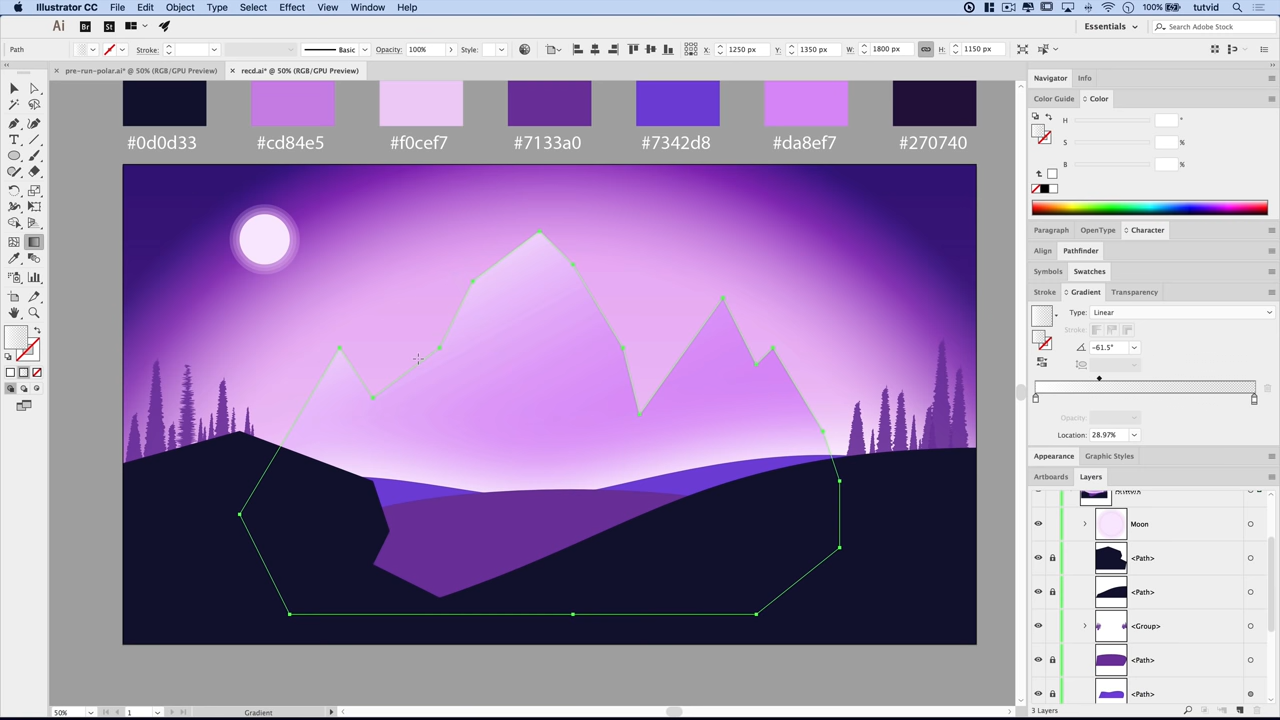 Illustrator CC File Edit Object Type Select Effect View Window Help 100% tutvid
Ai Br St Essentials Search Adobe Stock
Path Stroke: Basic Opacity: 100% Style: X: 1250 px Y: 1350 px W: 1800 px H: 1150 px
× pre-run-polar.ai* @ 50% (RGB/GPU Preview) × recd.ai* @ 50% (RGB/GPU Preview)
Navigator Info
Color Guide Color
H °
S %
B %
#0d0d33 #cd84e5 #f0cef7 #7133a0 #7342d8 #da8ef7 #270740
Paragraph OpenType Character
Align Pathfinder
Symbols Swatches
Stroke Gradient Transparency
Type: Linear
Stroke:
-61.5°
Opacity:
Location: 28.97%
Appearance Graphic Styles
Artboards Layers
Moon
<Path>
<Path>
<Group>
<Path>
<Path>
50% 1 Gradient 3 Layers